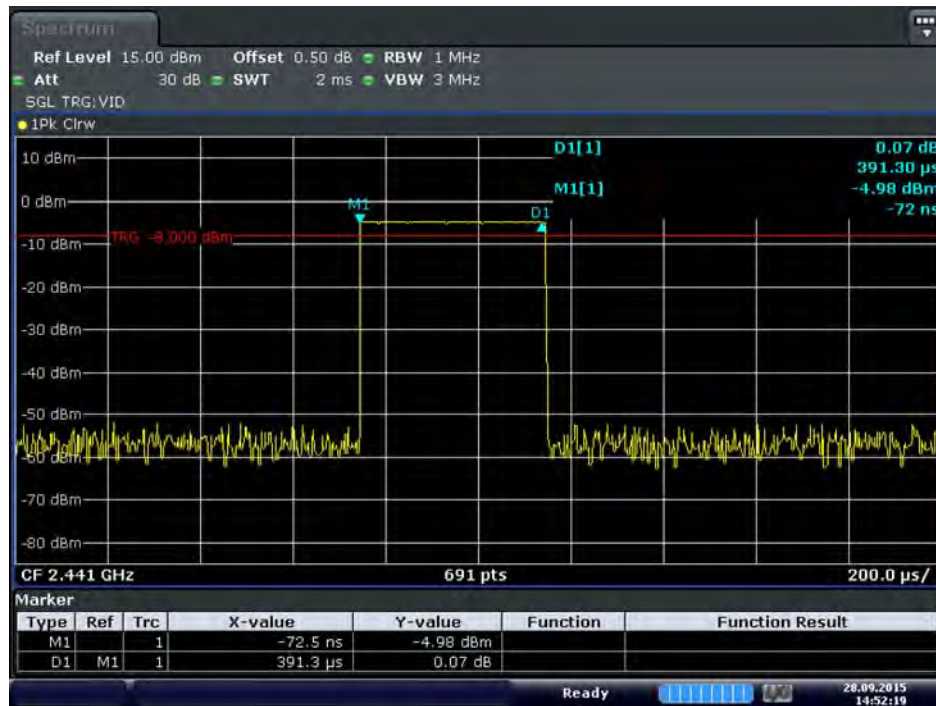 Spectrum
Ref Level 15.00 dBm Offset 0.50 dB RBW 1 MHz
Att 30 dB SWT 2 ms VBW 3 MHz
SGL TRG:VID
1Pk Clrw
D1[1] 0.07 dB
391.30 µs
M1[1] -4.98 dBm
-72 ns
10 dBm
0 dBm
M1
D1
TRG -8.000 dBm
-10 dBm
-20 dBm
-30 dBm
-40 dBm
-50 dBm
-60 dBm
-70 dBm
-80 dBm
CF 2.441 GHz 691 pts 200.0 µs/
Marker
Type Ref Trc X-value Y-value Function Function Result
M1 1 -72.5 ns -4.98 dBm
D1 M1 1 391.3 µs 0.07 dB
Ready 28.09.2015
14:52:19